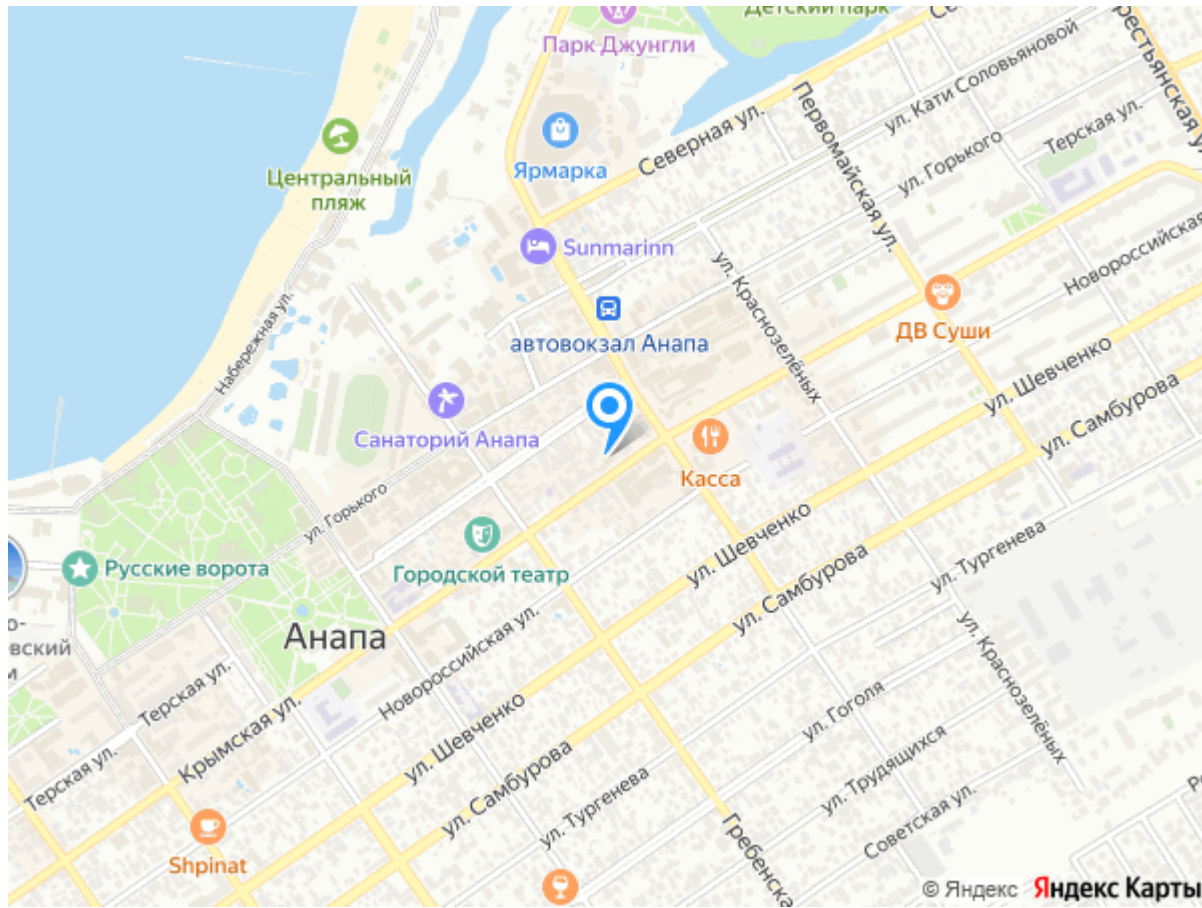 Детский парк
Парк Джунгли
Ярмарка
Северная ул.
Первомайская ул.
ул. Кати Соловьяновой
Терская ул.
ул. Горького
Центральный
пляж
Sunmarinn
ул. Краснозелёных
Новороссийская
Набережная ул.
автовокзал Анапа
ДВ Суши
ул. Шевченко
ул. Самбурова
Санаторий Анапа
Касса
ул. Горького
Русские ворота
Городской театр
ул. Шевченко
ул. Тургенева
ул. Самбурова
Анапа
Новороссийская ул.
ул. Краснозелёных
Терская ул.
Крымская ул.
ул. Шевченко
ул. Гоголя
Терская ул.
ул. Самбурова
ул. Трудящихся
ул. Тургенева
Советская ул.
Shpinat
© Яндекс Яндекс Карты